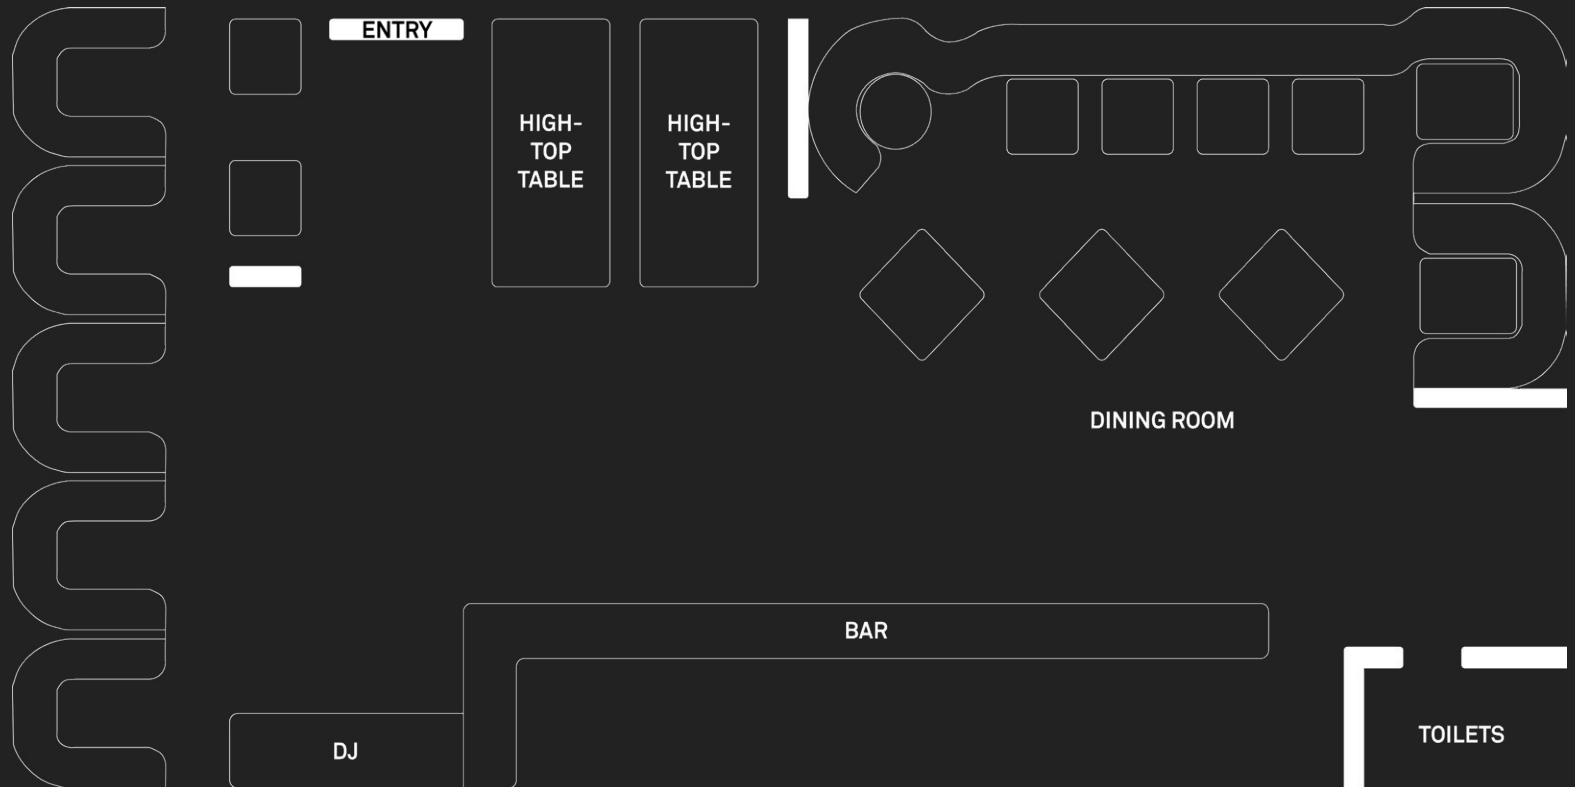 ENTRY
HIGH-
TOP
TABLE
HIGH-
TOP
TABLE
DINING ROOM
BAR
DJ
TOILETS